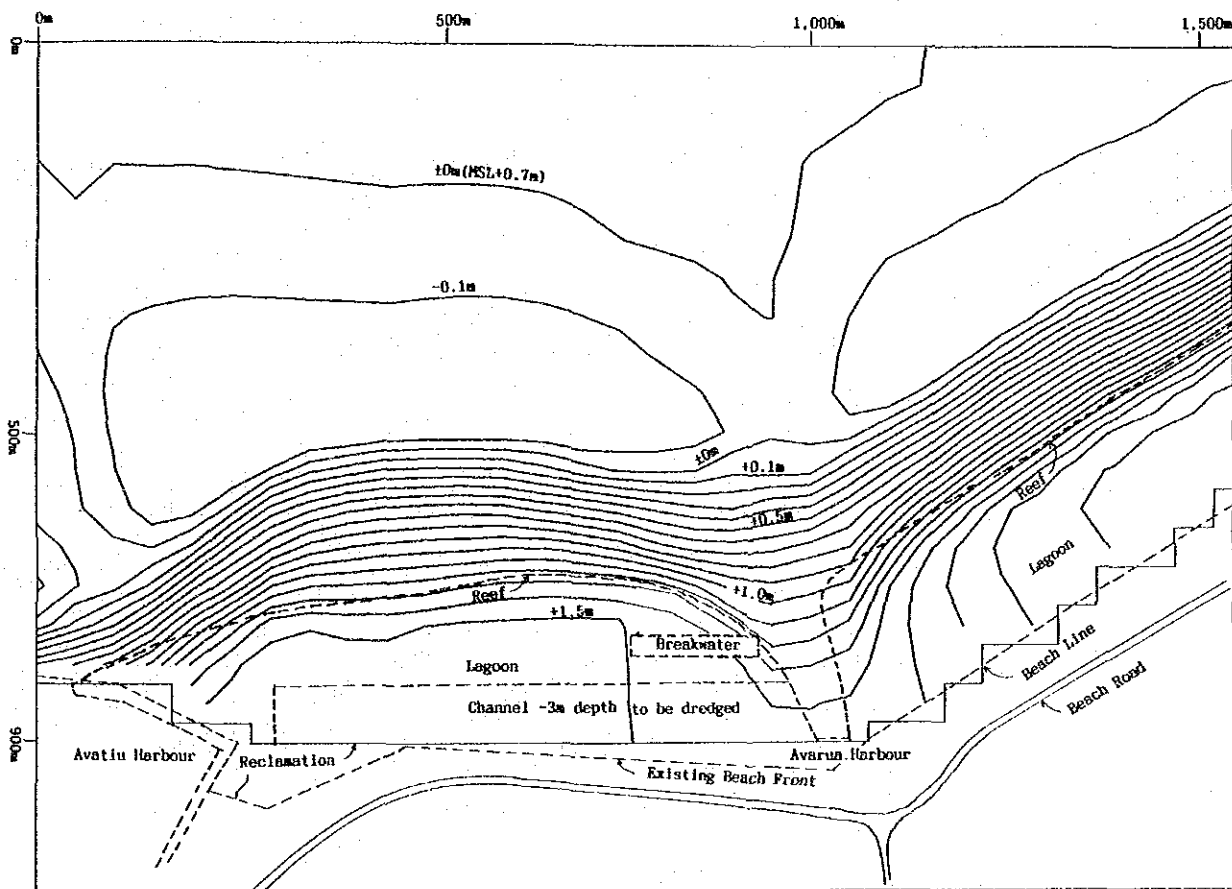 0m
500m
1,000m
1,500m
0m
±0m(MSL+0.7m)
-0.1m
500m
±0m
+0.1m
+0.5m
Reef
Lagoon
+1.0m
Reef
+1.5m
Breakwater
Lagoon
Beach Line
Beach Road
Channel -3m depth to be dredged
900m
Avatiu Harbour
Reclamation
Avarua Harbour
Existing Beach Front